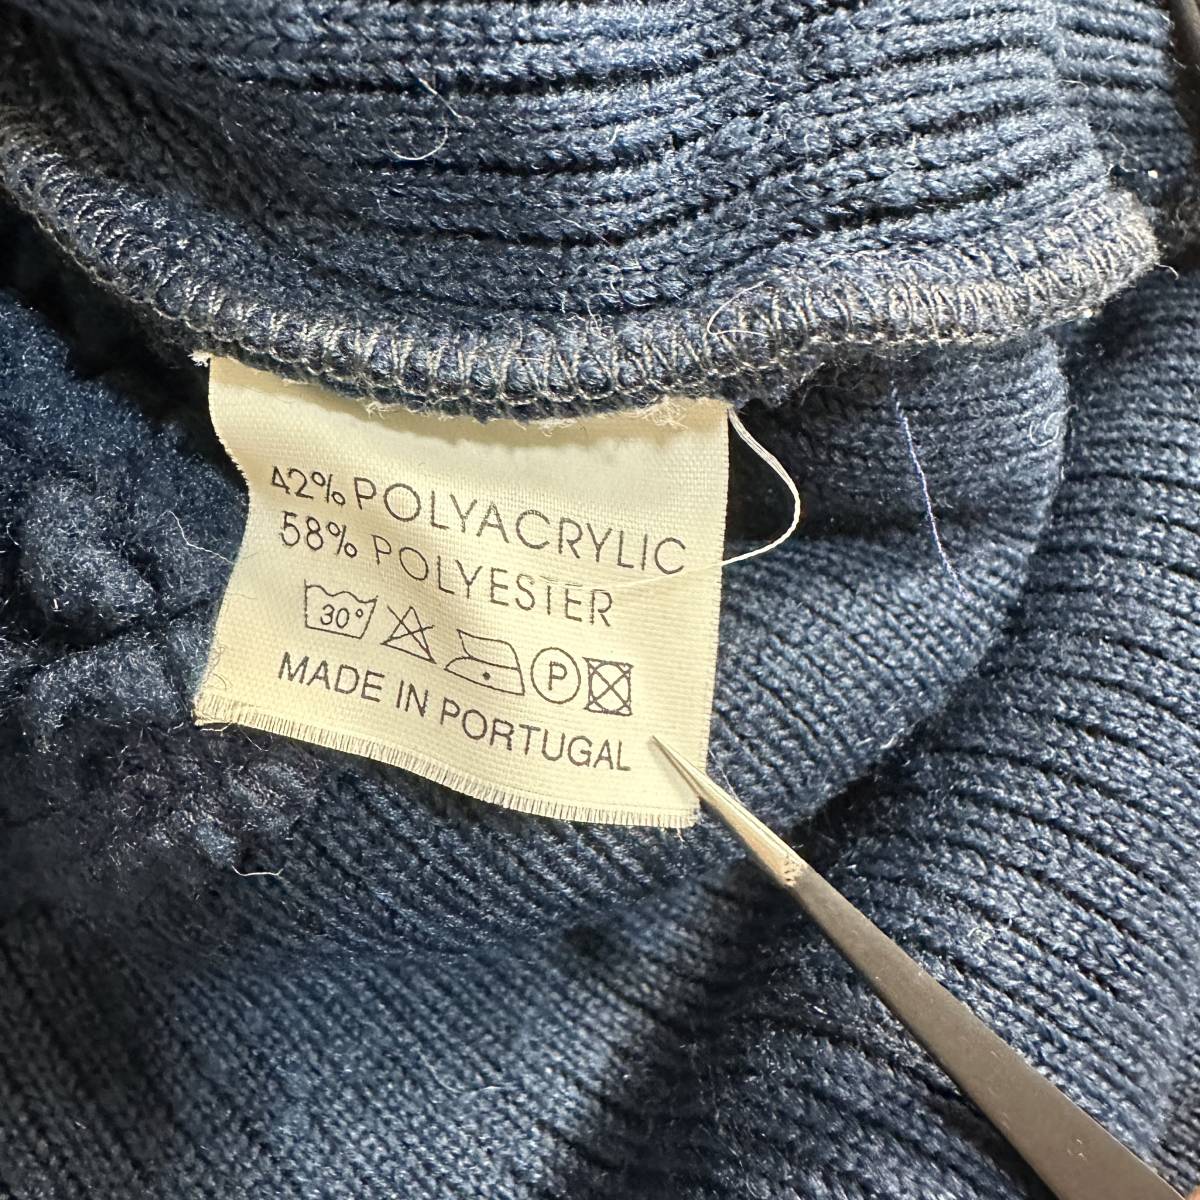 42% POLYACRYLIC
58% POLYESTER
30° P
MADE IN PORTUGAL